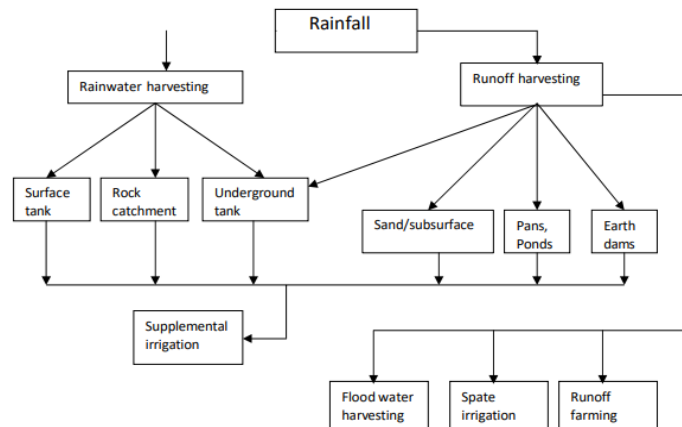 Rainfall
Rainwater harvesting
Runoff harvesting
Surface
tank
Rock
catchment
Underground
tank
Sand/subsurface
Pans,
Ponds
Earth
dams
Supplemental
irrigation
Flood water
harvesting
Spate
irrigation
Runoff
farming